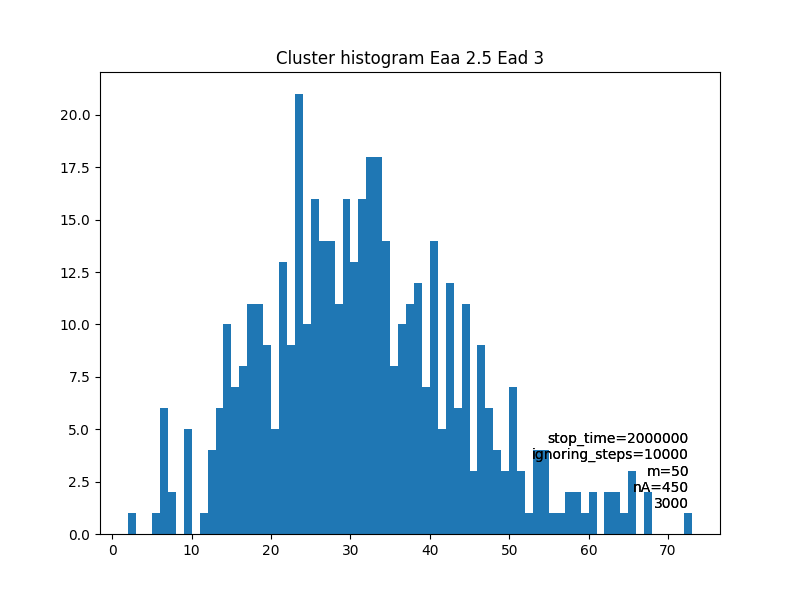 Cluster histogram Eaa 2.5 Ead 3
20.0
17.5
15.0
12.5
10.0
7.5
5.0
2.5
0.0
stop_time=2000000
ignoring_steps=10000
m=50
nA=450
3000
0 10 20 30 40 50 60 70